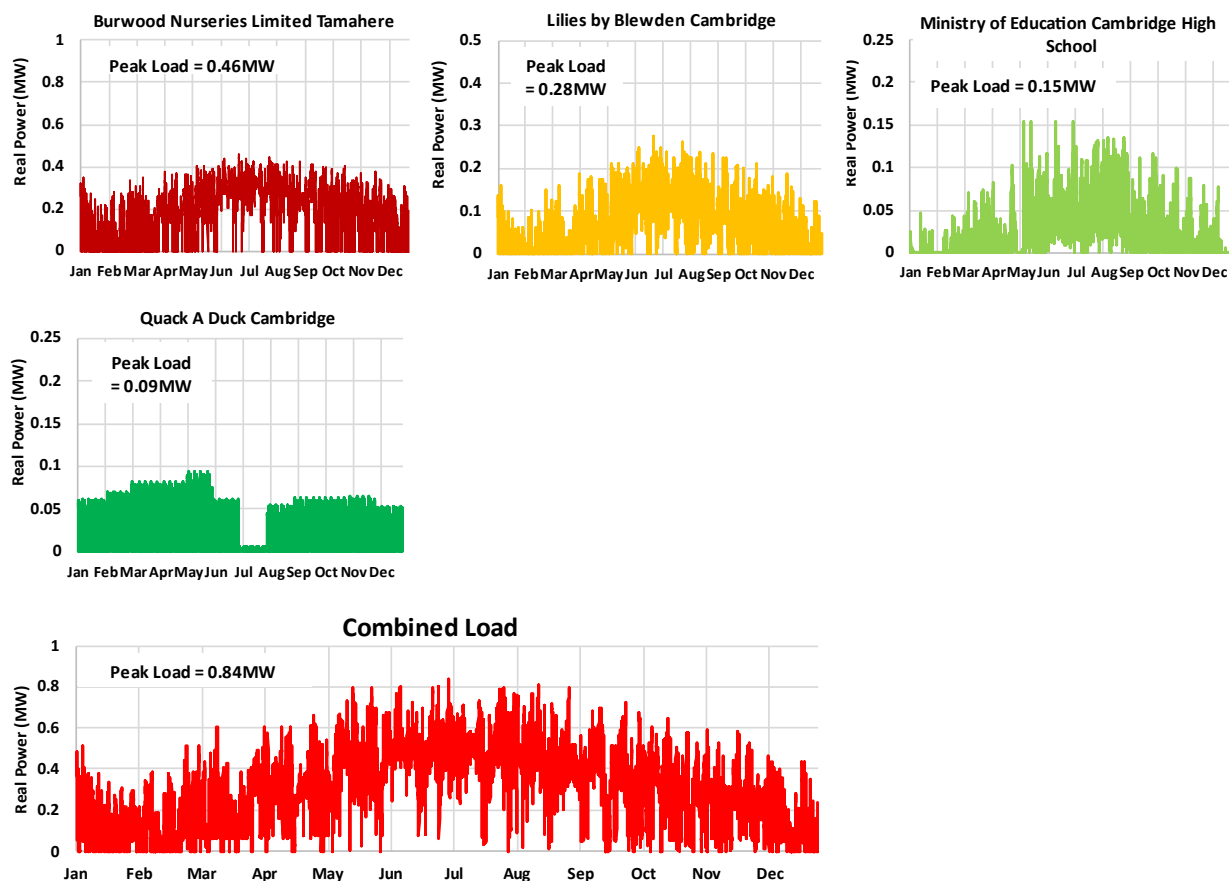 Burwood Nurseries Limited Tamahere
Real Power (MW)
1
0.8
0.6
0.4
0.2
0
Peak Load = 0.46MW
Jan Feb Mar Apr May Jun Jul Aug Sep Oct Nov Dec
Lilies by Blewden Cambridge
Real Power (MW)
0.5
0.4
0.3
0.2
0.1
0
Peak Load
= 0.28MW
Jan Feb Mar Apr May Jun Jul Aug Sep Oct Nov Dec
Ministry of Education Cambridge High
School
Real Power (MW)
0.25
0.2
0.15
0.1
0.05
0
Peak Load = 0.15MW
Jan Feb Mar Apr May Jun Jul Aug Sep Oct Nov Dec
Quack A Duck Cambridge
Real Power (MW)
0.25
0.2
0.15
0.1
0.05
0
Peak Load
= 0.09MW
Jan Feb Mar Apr May Jun Jul Aug Sep Oct Nov Dec
Combined Load
Real Power (MW)
1
0.8
0.6
0.4
0.2
0
Peak Load = 0.84MW
Jan Feb Mar Apr May Jun Jul Aug Sep Oct Nov Dec